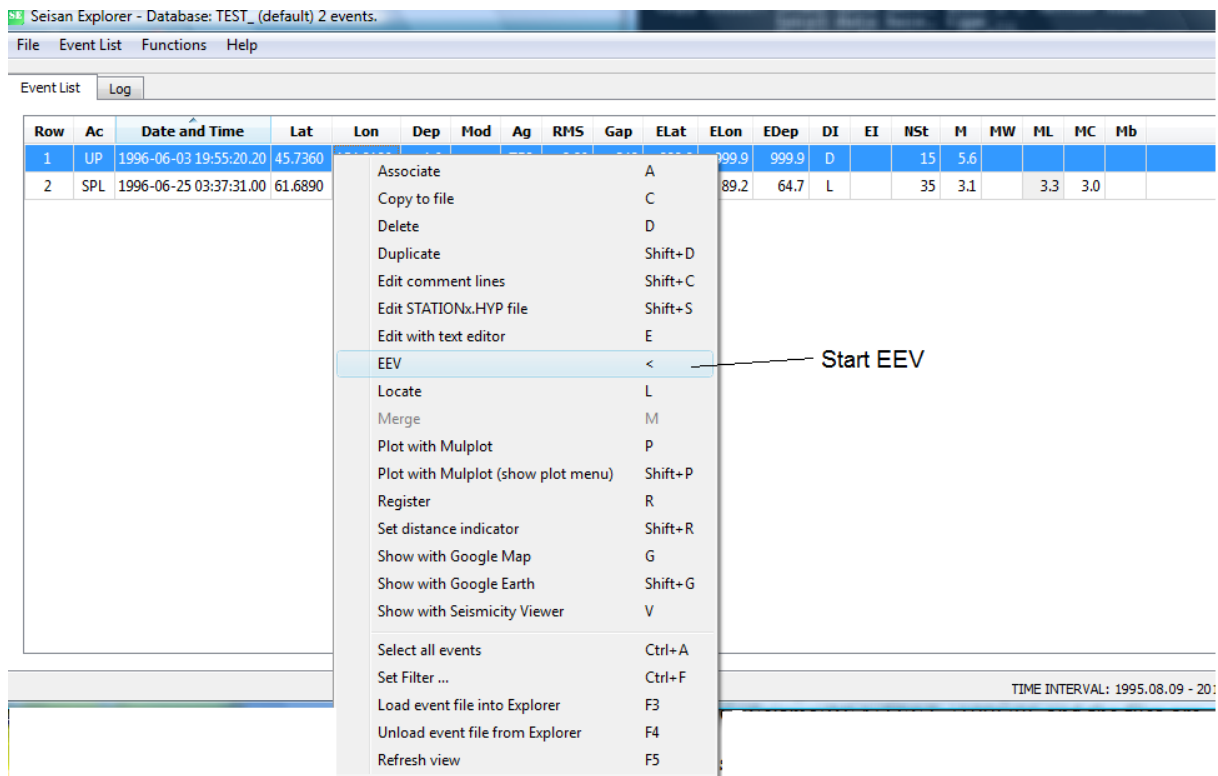 SE Seisan Explorer - Database: TEST_ (default) 2 events.
File Event List Functions Help
Event List Log
Row Ac Date and Time Lat Lon Dep Mod Ag RMS Gap ELat ELon EDep DI EI NSt M MW ML MC Mb
1 UP 1996-06-03 19:55:20.20 45.7360 999.9 999.9 D 15 5.6
2 SPL 1996-06-25 03:37:31.00 61.6890 89.2 64.7 L 35 3.1 3.3 3.0
Associate A
Copy to file C
Delete D
Duplicate Shift+D
Edit comment lines Shift+C
Edit STATIONx.HYP file Shift+S
Edit with text editor E
EEV < Start EEV
Locate L
Merge M
Plot with Mulplot P
Plot with Mulplot (show plot menu) Shift+P
Register R
Set distance indicator Shift+R
Show with Google Map G
Show with Google Earth Shift+G
Show with Seismicity Viewer V
Select all events Ctrl+A
Set Filter ... Ctrl+F
TIME INTERVAL: 1995.08.09 - 201
Load event file into Explorer F3
Unload event file from Explorer F4
Refresh view F5